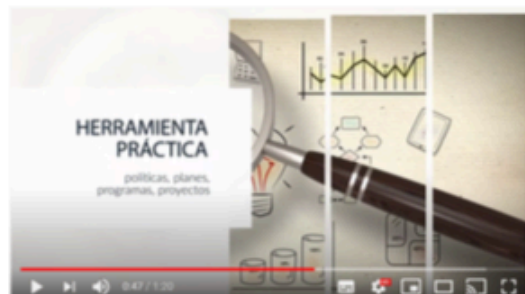 HERRAMIENTA
PRÁCTICA
políticas, planes,
programas, proyectos
0:47 / 1:20